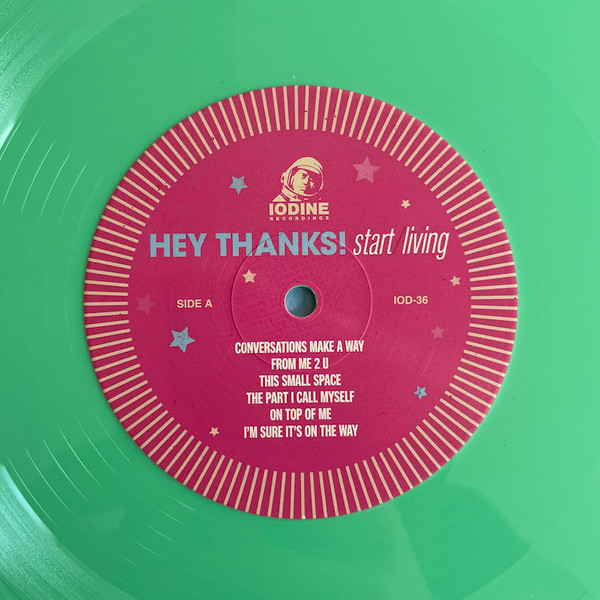 IODINE
RECORDINGS
HEY THANKS! start/living
SIDE A
IOD-36
CONVERSATIONS MAKE A WAY
FROM ME 2 U
THIS SMALL SPACE
THE PART I CALL MYSELF
ON TOP OF ME
I'M SURE IT'S ON THE WAY